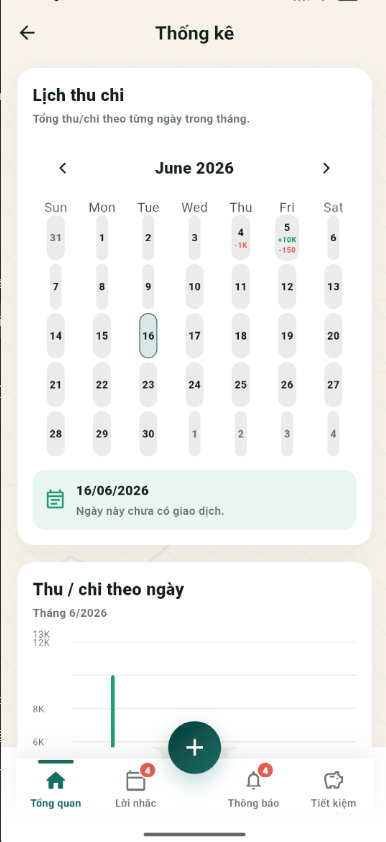 Thống kê
Lịch thu chi
Tổng thu/chi theo từng ngày trong tháng.
June 2026
Sun Mon Tue Wed Thu Fri Sat
31 1 2 3 4 5 6
-1K +10K
-150
7 8 9 10 11 12 13
14 15 16 17 18 19 20
21 22 23 24 25 26 27
28 29 30 1 2 3 4
16/06/2026
Ngày này chưa có giao dịch.
Thu / chi theo ngày
Tháng 6/2026
13K
12K
8K
6K
4 4
Tổng quan Lời nhắc Thông báo Tiết kiệm